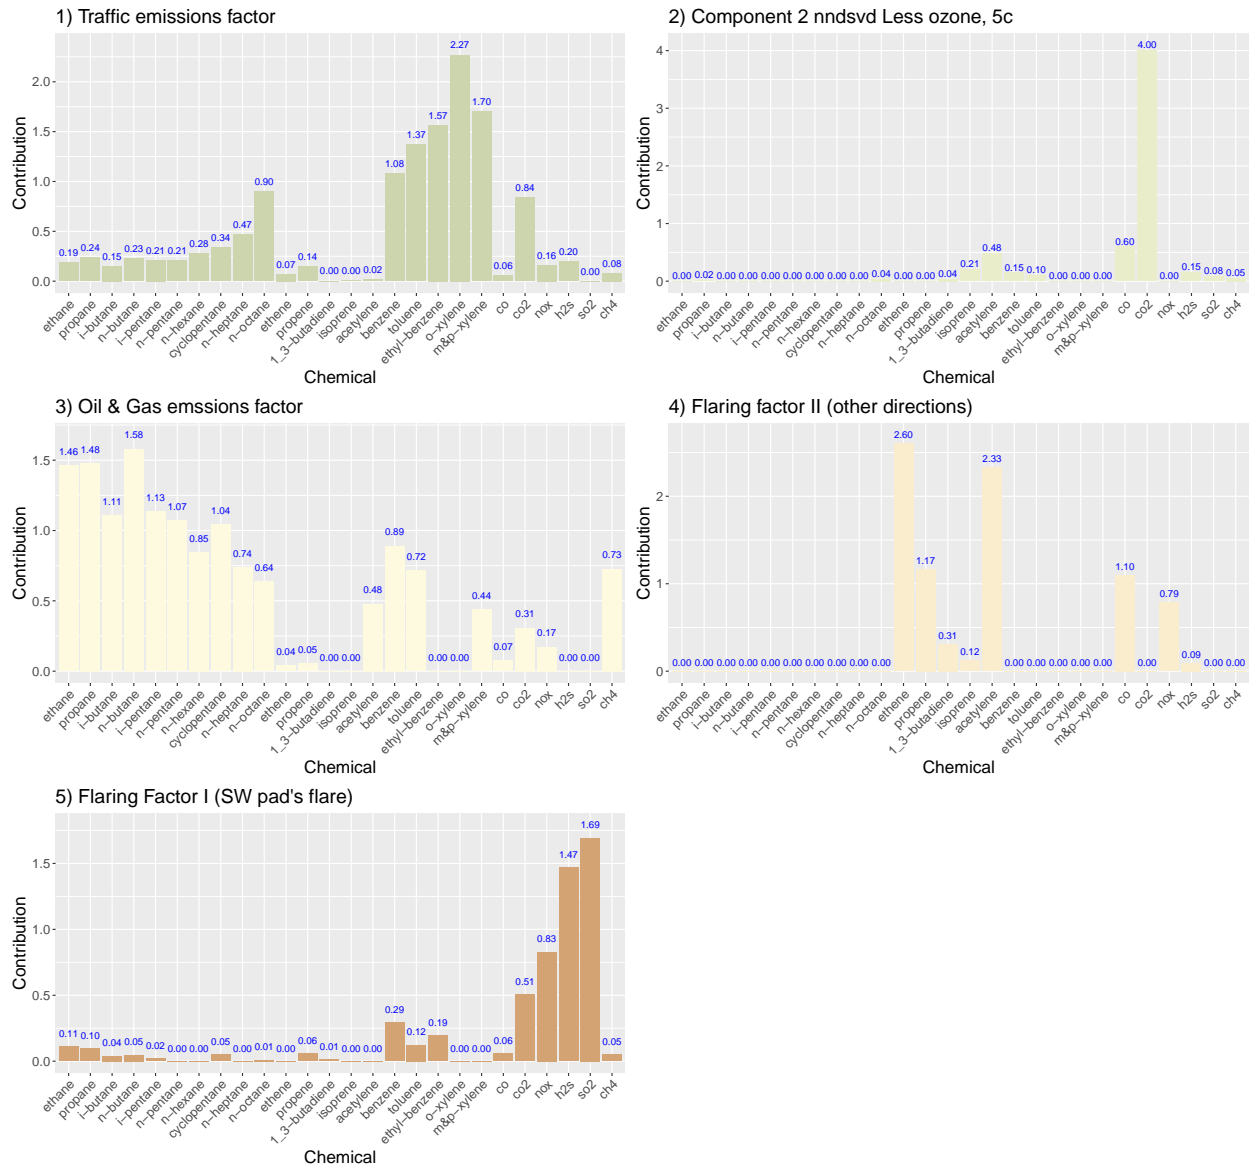 1) Traffic emissions factor
Contribution
2.0
1.5
1.0
0.5
0.0
0.19 0.24 0.15 0.23 0.21 0.21 0.28 0.34 0.47 0.90 0.07 0.14 0.00 0.00 0.02 1.08 1.37 1.57 2.27 1.70 0.06 0.84 0.16 0.20 0.00 0.08
ethane propane i−butane n−butane i−pentane n−pentane n−hexane cyclopentane n−heptane n−octane ethene propene 1_3−butadiene isoprene acetylene benzene toluene ethyl−benzene o−xylene m&p−xylene co co2 nox h2s so2 ch4
Chemical
2) Component 2 nndsvd Less ozone, 5c
Contribution
4
3
2
1
0
0.00 0.02 0.00 0.00 0.00 0.00 0.00 0.00 0.00 0.04 0.00 0.00 0.04 0.21 0.48 0.15 0.10 0.00 0.00 0.00 0.60 4.00 0.00 0.15 0.08 0.05
ethane propane i−butane n−butane i−pentane n−pentane n−hexane cyclopentane n−heptane n−octane ethene propene 1_3−butadiene isoprene acetylene benzene toluene ethyl−benzene o−xylene m&p−xylene co co2 nox h2s so2 ch4
Chemical
3) Oil & Gas emssions factor
Contribution
1.5
1.0
0.5
0.0
1.46 1.48 1.11 1.58 1.13 1.07 0.85 1.04 0.74 0.64 0.04 0.05 0.00 0.00 0.48 0.89 0.72 0.00 0.00 0.44 0.07 0.31 0.17 0.00 0.00 0.73
ethane propane i−butane n−butane i−pentane n−pentane n−hexane cyclopentane n−heptane n−octane ethene propene 1_3−butadiene isoprene acetylene benzene toluene ethyl−benzene o−xylene m&p−xylene co co2 nox h2s so2 ch4
Chemical
4) Flaring factor II (other directions)
Contribution
2
1
0
0.00 0.00 0.00 0.00 0.00 0.00 0.00 0.00 0.00 0.00 2.60 1.17 0.31 0.12 2.33 0.00 0.00 0.00 0.00 0.00 1.10 0.00 0.79 0.09 0.00 0.00
ethane propane i−butane n−butane i−pentane n−pentane n−hexane cyclopentane n−heptane n−octane ethene propene 1_3−butadiene isoprene acetylene benzene toluene ethyl−benzene o−xylene m&p−xylene co co2 nox h2s so2 ch4
Chemical
5) Flaring Factor I (SW pad's flare)
Contribution
1.5
1.0
0.5
0.0
0.11 0.10 0.04 0.05 0.02 0.00 0.00 0.05 0.00 0.01 0.00 0.06 0.01 0.00 0.00 0.29 0.12 0.19 0.00 0.00 0.06 0.51 0.83 1.47 1.69 0.05
ethane propane i−butane n−butane i−pentane n−pentane n−hexane cyclopentane n−heptane n−octane ethene propene 1_3−butadiene isoprene acetylene benzene toluene ethyl−benzene o−xylene m&p−xylene co co2 nox h2s so2 ch4
Chemical